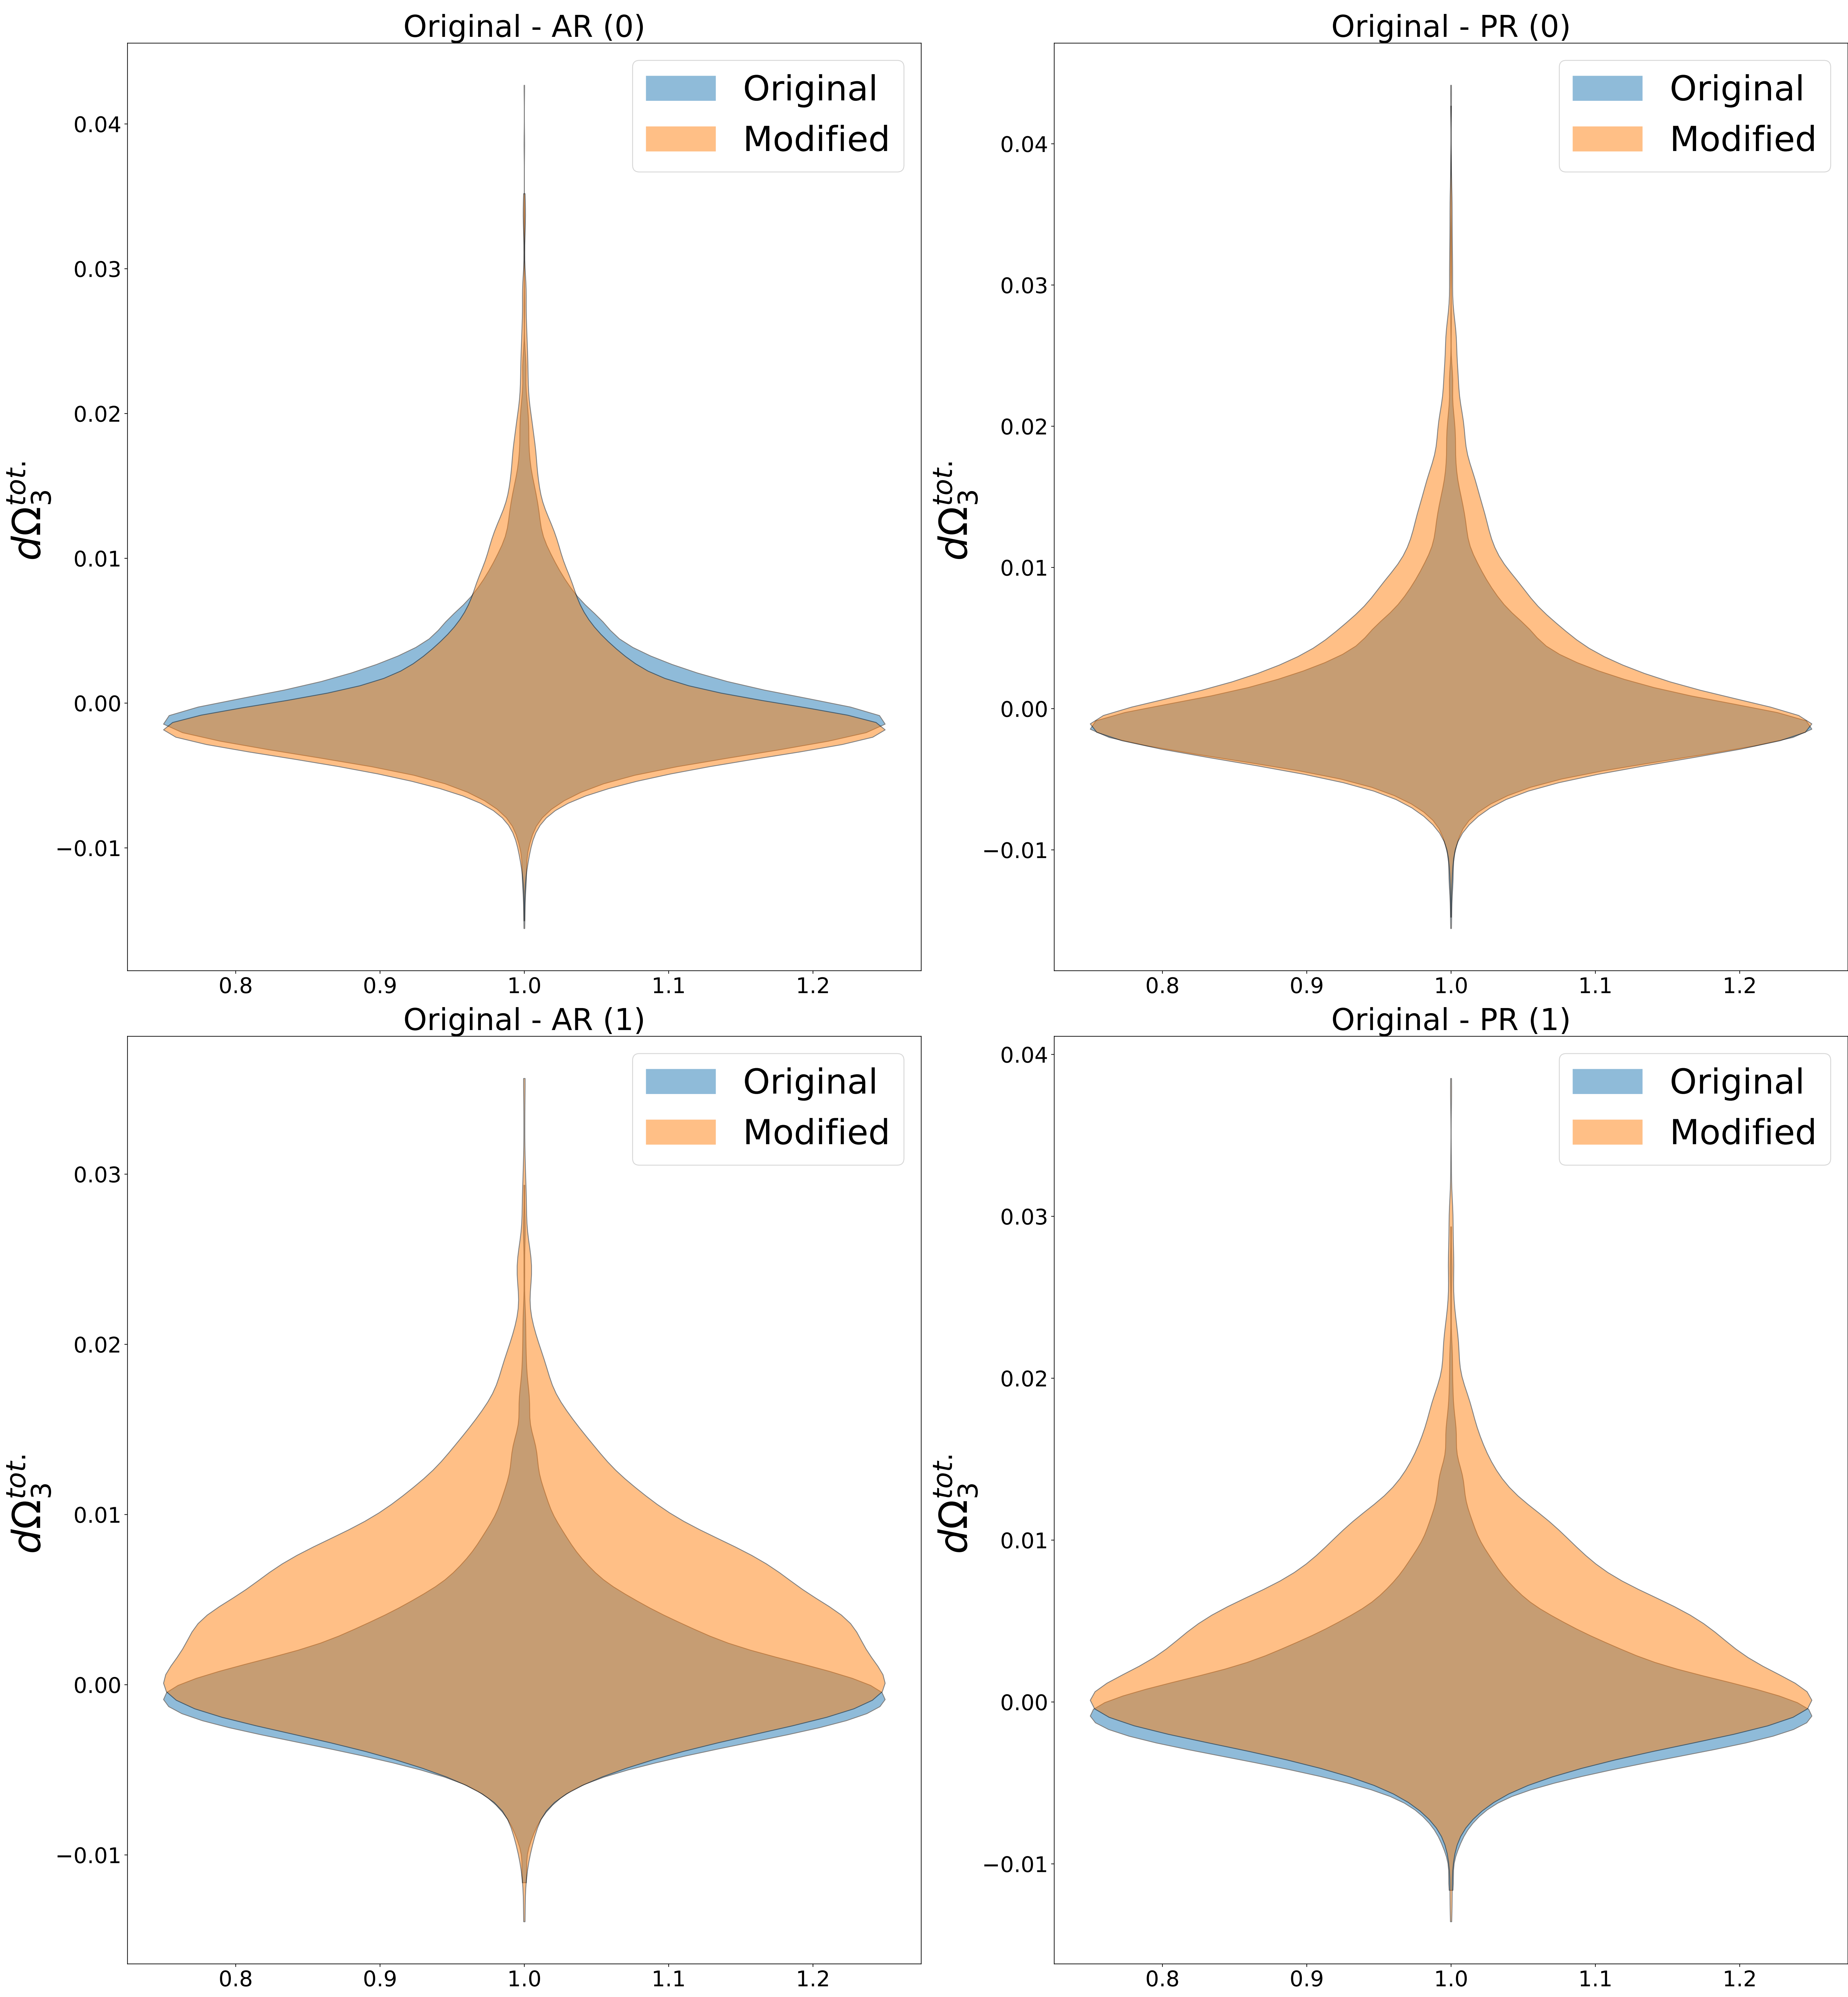 Original - AR (0)
Original
Modified
0.04
0.03
0.02
0.01
0.00
−0.01
dΩ₃ᵗᵒᵗ·
0.8 0.9 1.0 1.1 1.2
Original - PR (0)
Original
Modified
0.04
0.03
0.02
0.01
0.00
−0.01
dΩ₃ᵗᵒᵗ·
0.8 0.9 1.0 1.1 1.2
Original - AR (1)
Original
Modified
0.03
0.02
0.01
0.00
−0.01
dΩ₃ᵗᵒᵗ·
0.8 0.9 1.0 1.1 1.2
Original - PR (1)
Original
Modified
0.04
0.03
0.02
0.01
0.00
−0.01
dΩ₃ᵗᵒᵗ·
0.8 0.9 1.0 1.1 1.2